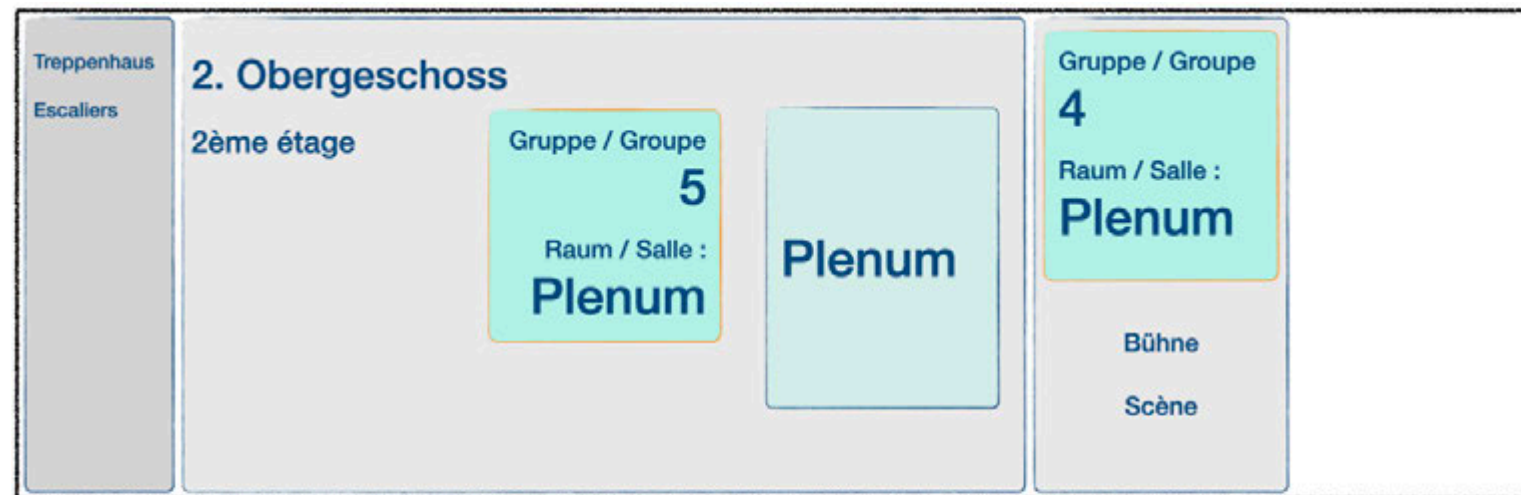 Treppenhaus
Escaliers
2. Obergeschoss
2ème étage
Gruppe / Groupe
5
Raum / Salle :
Plenum
Plenum
Gruppe / Groupe
4
Raum / Salle :
Plenum
Bühne
Scène